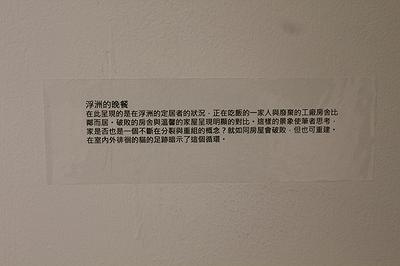 浮洲的晚餐
在此呈現的是在浮洲的定居者的狀況，正在吃飯的一家人與廢棄的工廠房舍比
鄰而居。破敗的房舍與溫馨的家屋呈現明顯的對比。這樣的景象使筆者思考，
家是否也是一個不斷在分裂與重組的概念？就如同房屋會破敗，但也可重建。
在室內外徘徊的貓的足跡暗示了這個循環。